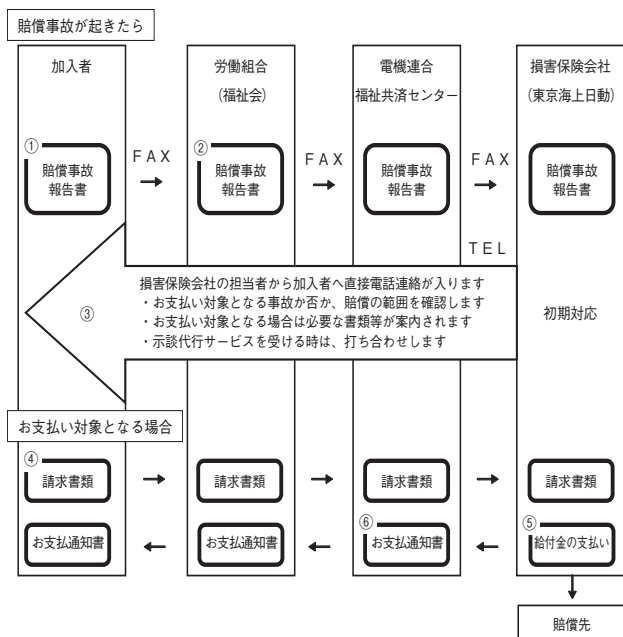 賠償事故が起きたら
加入者
労働組合
(福祉会)
電機連合
福祉共済センター
損害保険会社
(東京海上日動)
①
賠償事故
報告書
ＦＡＸ
②
賠償事故
報告書
ＦＡＸ
賠償事故
報告書
ＦＡＸ
賠償事故
報告書
ＴＥＬ
③
損害保険会社の担当者から加入者へ直接電話連絡が入ります
・お支払い対象となる事故か否か、賠償の範囲を確認します
・お支払い対象となる場合は必要な書類等が案内されます
・示談代行サービスを受ける時は、打ち合わせします
初期対応
お支払い対象となる場合
④
請求書類
請求書類
請求書類
請求書類
お支払通知書
お支払通知書
⑥
お支払通知書
⑤
給付金の支払い
賠償先